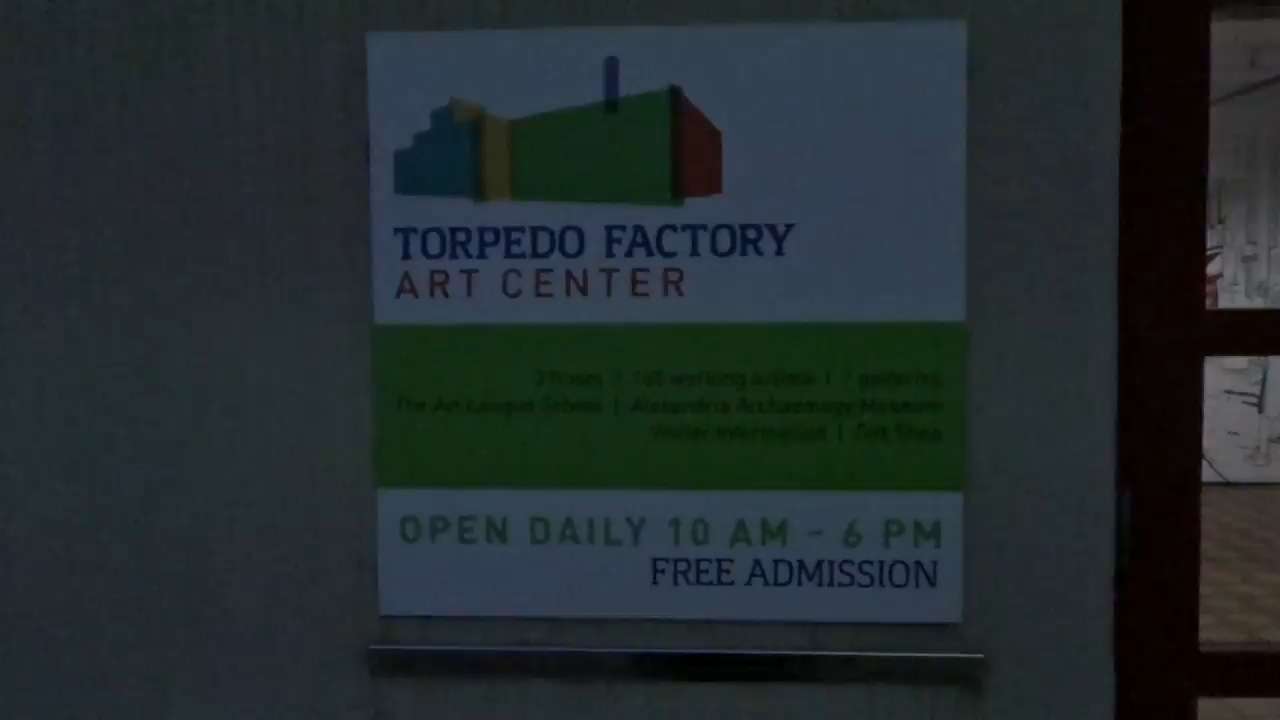 TORPEDO FACTORY
ART CENTER
3 floors | working artists | galleries
The Art League School | Alexandria Archaeology Museum
Visitor Information | Gift Shop
OPEN DAILY 10 AM - 6 PM
FREE ADMISSION